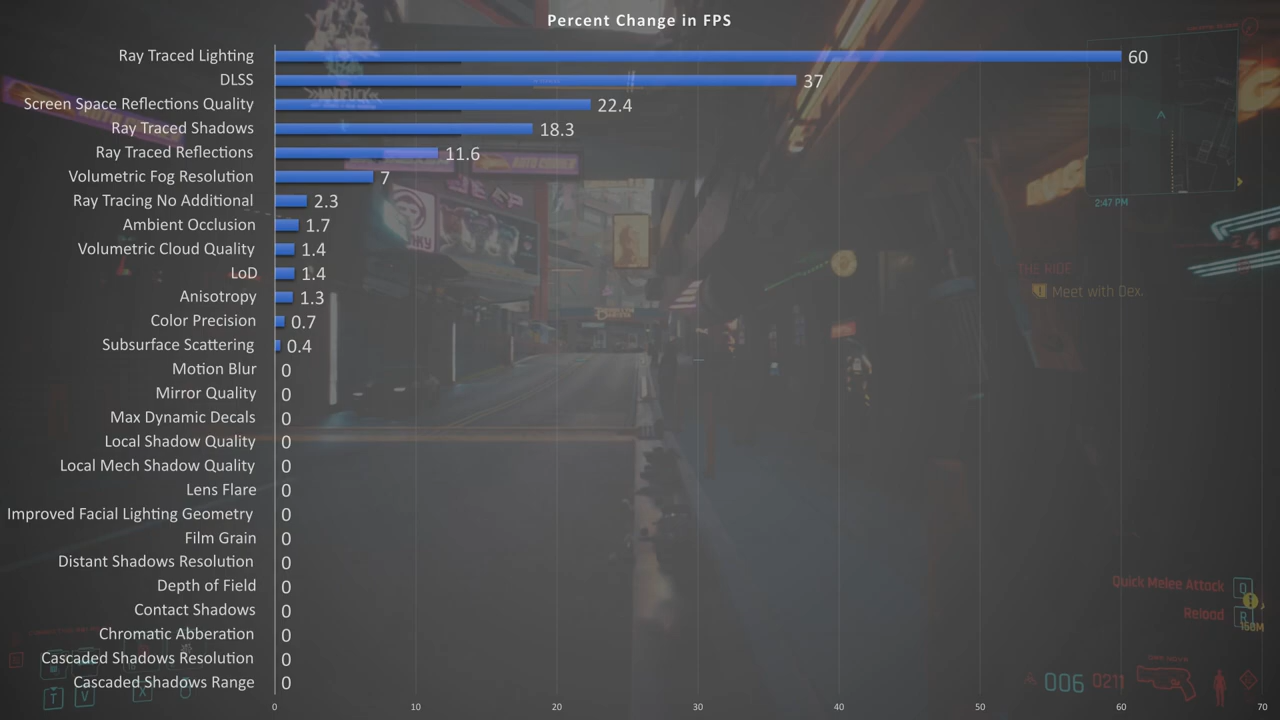 Percent Change in FPS
Ray Traced Lighting 60
DLSS 37
Screen Space Reflections Quality 22.4
Ray Traced Shadows 18.3
Ray Traced Reflections 11.6
Volumetric Fog Resolution 7
Ray Tracing No Additional 2.3
Ambient Occlusion 1.7
2:47 PM
Volumetric Cloud Quality 1.4
LoD 1.4
THE RIDE
Meet with Dex.
Anisotropy 1.3
Color Precision 0.7
Subsurface Scattering 0.4
Motion Blur 0
Mirror Quality 0
Max Dynamic Decals 0
Local Shadow Quality 0
Local Mech Shadow Quality 0
Lens Flare 0
Improved Facial Lighting Geometry 0
Film Grain 0
Distant Shadows Resolution 0
Depth of Field 0
Quick Melee Attack Q
Contact Shadows 0
Reload R
168M
Chromatic Abberation 0
Cascaded Shadows Resolution 0
Cascaded Shadows Range 0
T V X
006 0211
0 10 20 30 40 50 60 70